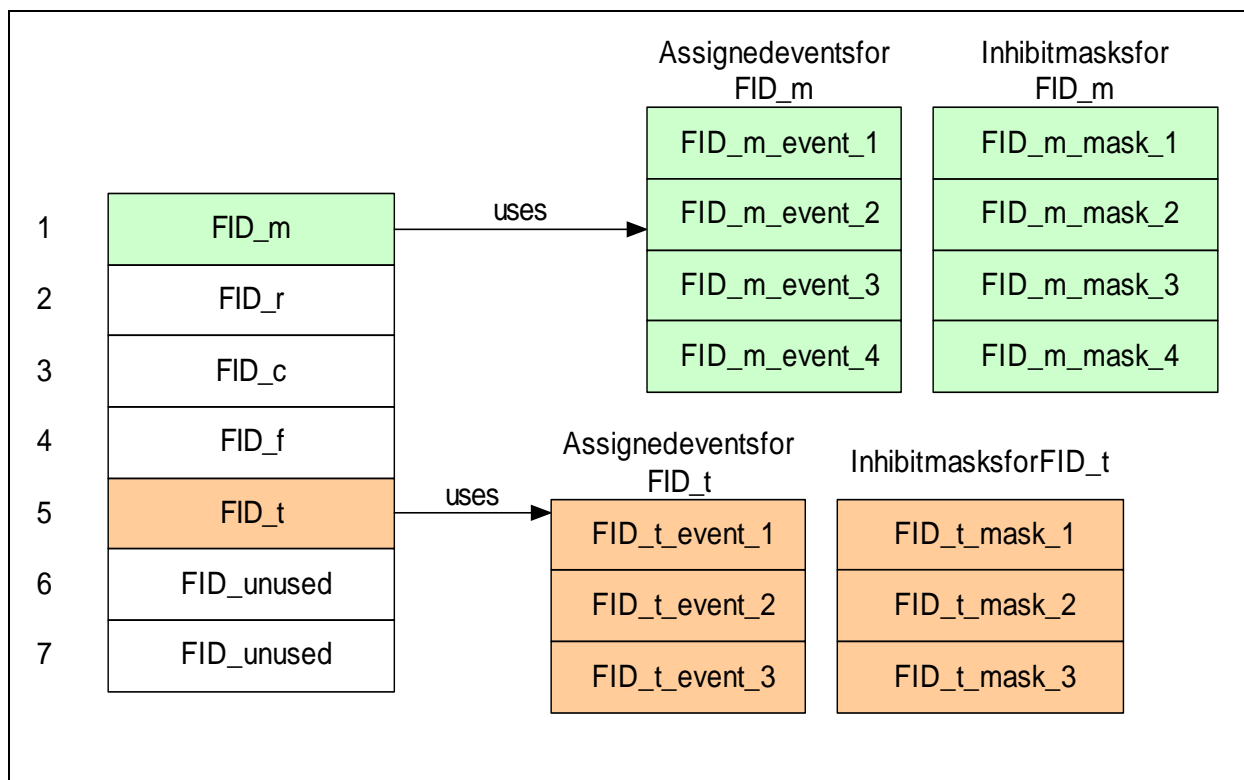 Assignedeventsfor
FID_m
Inhibitmasksfor
FID_m
FID_m_event_1
FID_m_mask_1
FID_m_event_2
FID_m_mask_2
FID_m_event_3
FID_m_mask_3
FID_m_event_4
FID_m_mask_4
1
FID_m
uses
2
FID_r
3
FID_c
4
FID_f
5
FID_t
uses
6
FID_unused
7
FID_unused
Assignedeventsfor
FID_t
InhibitmasksforFID_t
FID_t_event_1
FID_t_mask_1
FID_t_event_2
FID_t_mask_2
FID_t_event_3
FID_t_mask_3